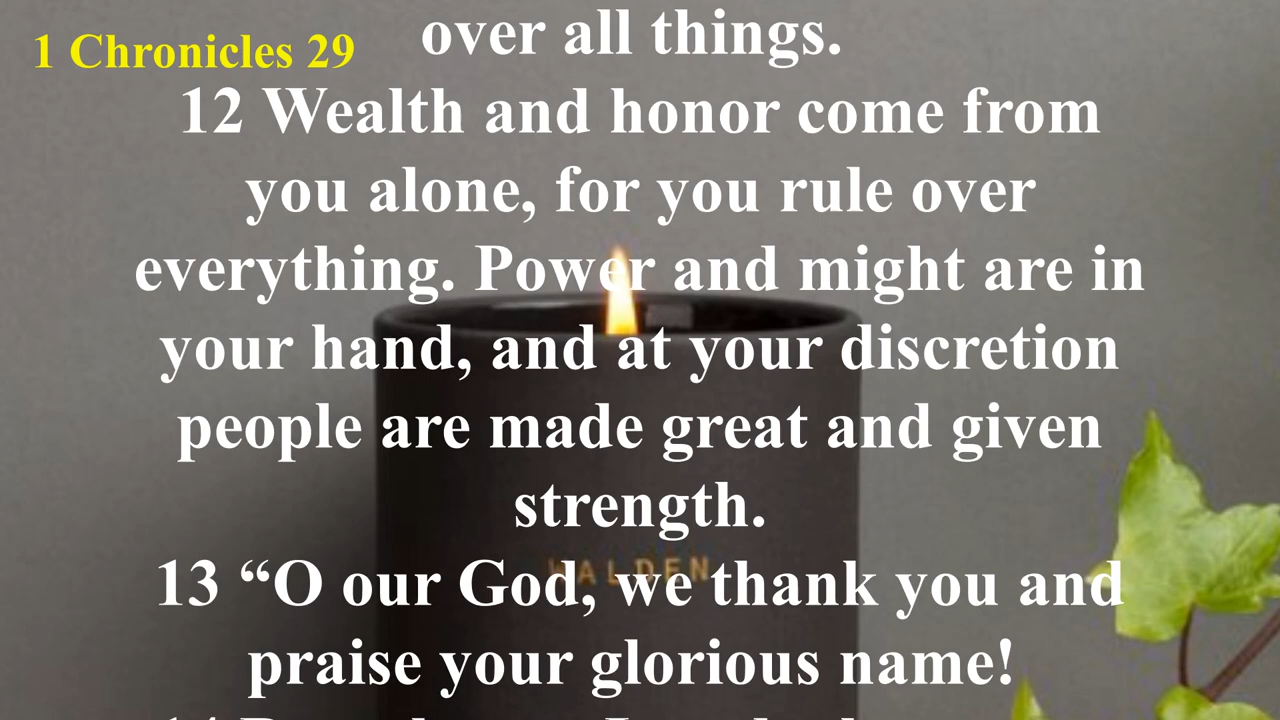 1 Chronicles 29
over all things.
12 Wealth and honor come from
you alone, for you rule over
everything. Power and might are in
your hand, and at your discretion
people are made great and given
strength.
WALDEN
13 “O our God, we thank you and
praise your glorious name!
14